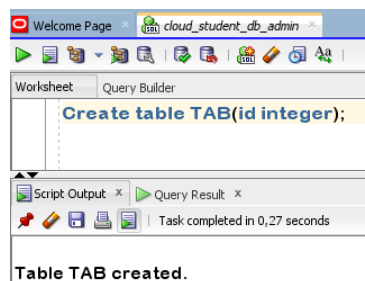 Welcome Page
cloud_student_db_admin
Worksheet Query Builder
Create table TAB(id integer);
Script Output x Query Result x
Task completed in 0,27 seconds
Table TAB created.